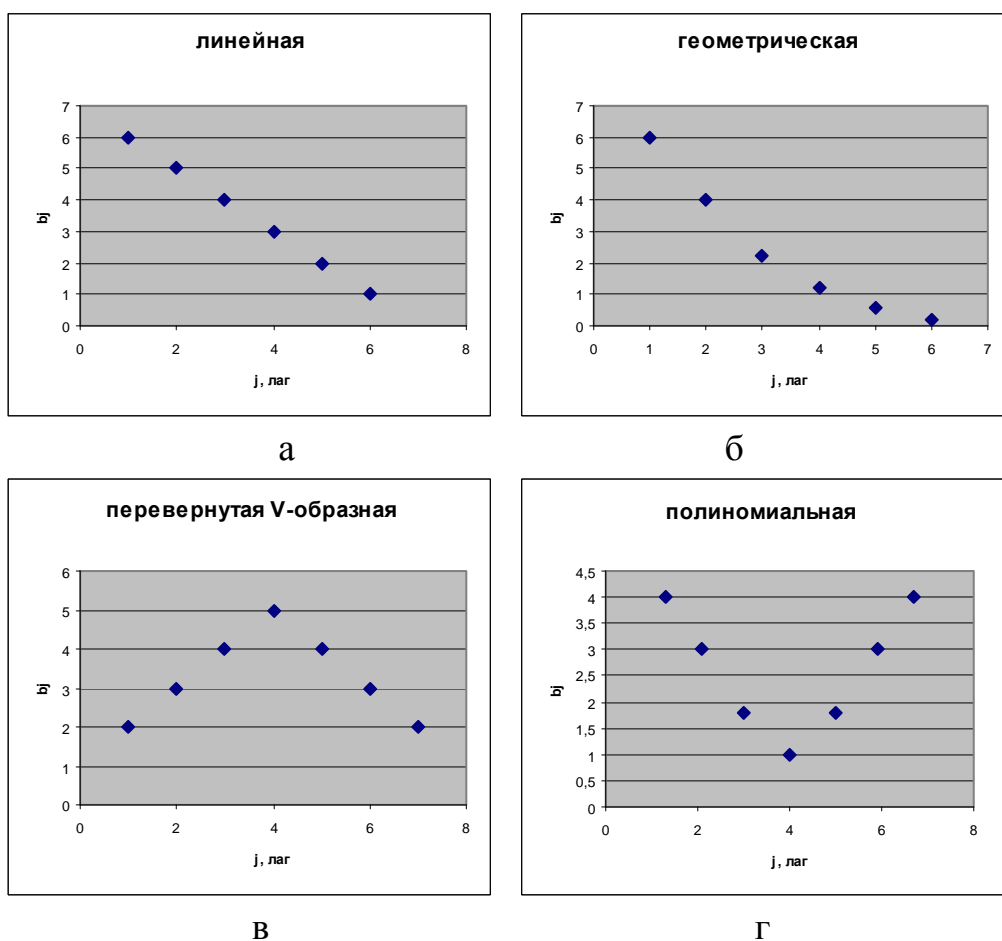 линейная
7
6
5
4
3
2
1
0
bj
0 2 4 6 8
j, лаг
а
геометрическая
7
6
5
4
3
2
1
0
bj
0 1 2 3 4 5 6 7
j, лаг
б
перевернутая V-образная
6
5
4
3
2
1
0
bj
0 2 4 6 8
j, лаг
в
полиномиальная
4,5
4
3,5
3
2,5
2
1,5
1
0,5
0
bj
0 2 4 6 8
j, лаг
г